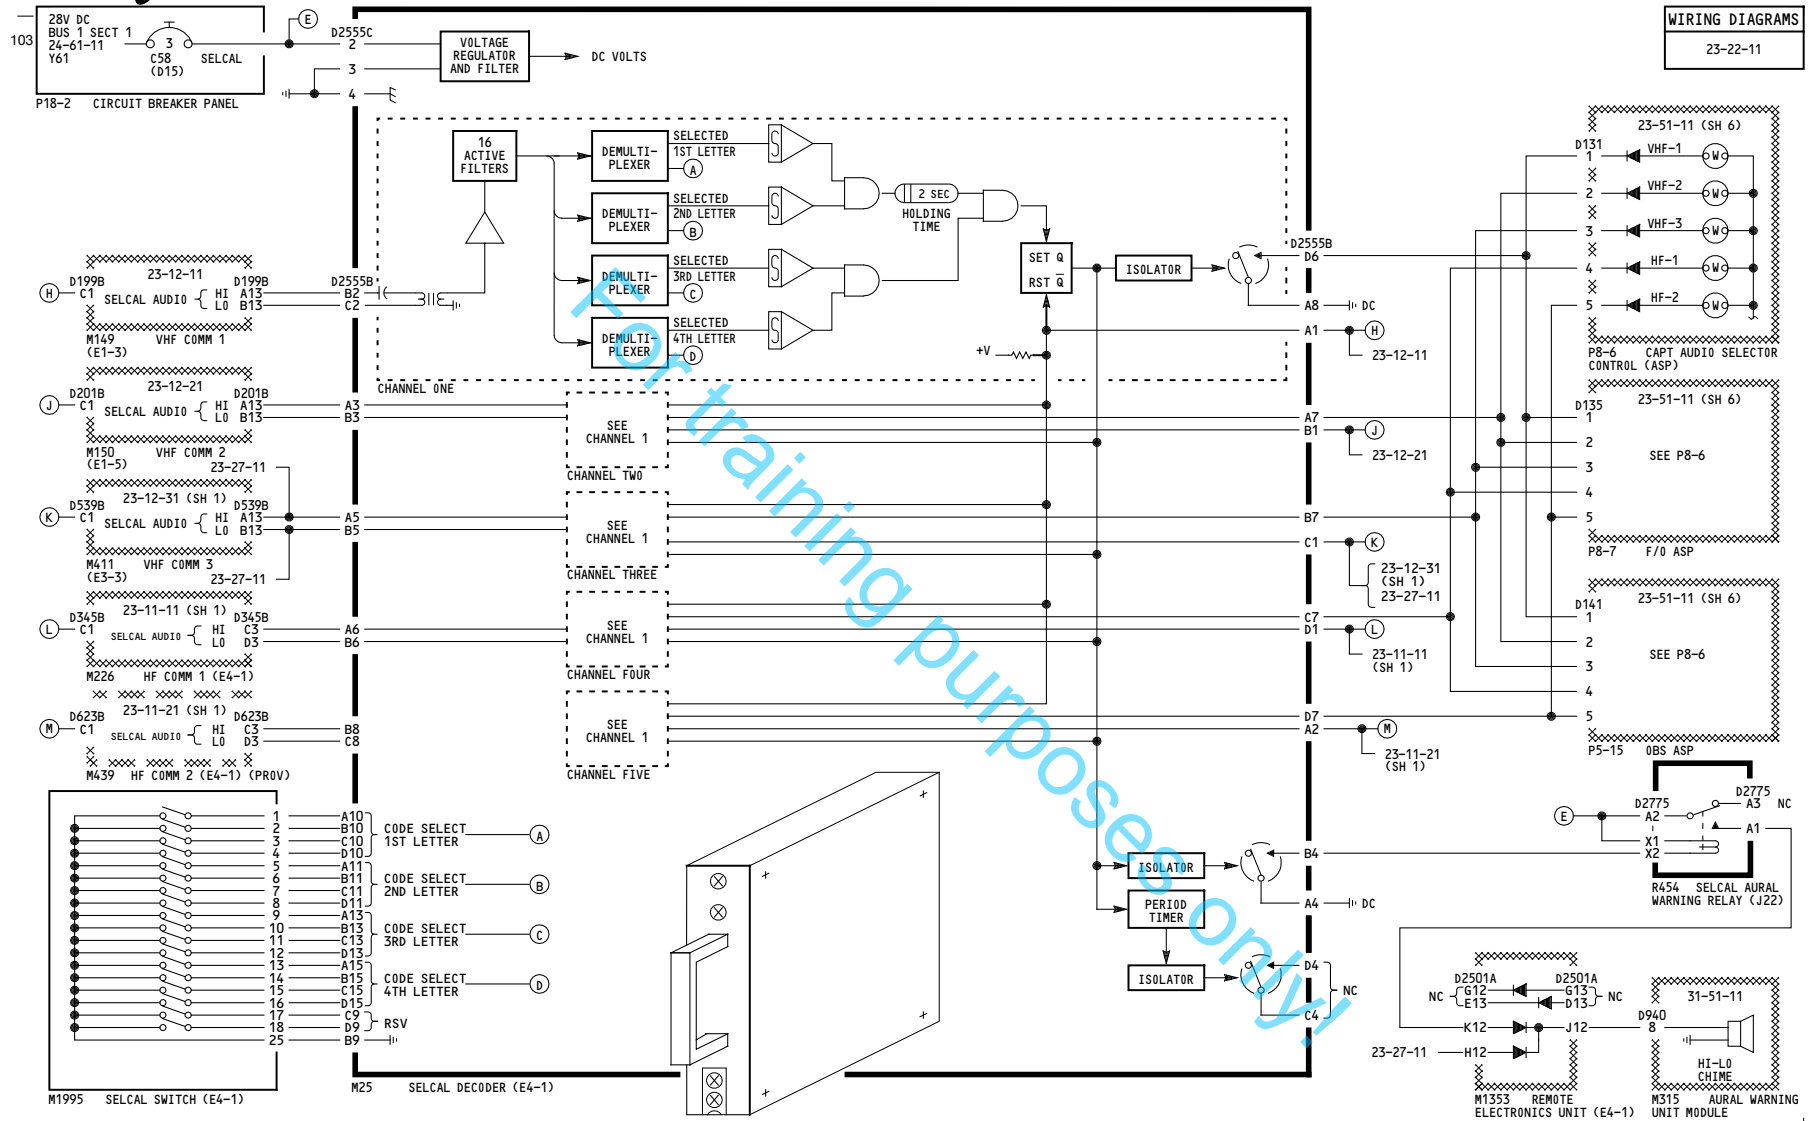 WIRING DIAGRAMS
23-22-11
103
28V DC
BUS 1 SECT 1
24-61-11
Y61
3
C58
(D15)
SELCAL
P18-2 CIRCUIT BREAKER PANEL
E
D2555C
2
3
4
VOLTAGE
REGULATOR
AND FILTER
DC VOLTS
16
ACTIVE
FILTERS
DEMULTI-
PLEXER
SELECTED
1ST LETTER
A
S
DEMULTI-
PLEXER
SELECTED
2ND LETTER
B
S
DEMULTI-
PLEXER
SELECTED
3RD LETTER
C
S
DEMULTI-
PLEXER
SELECTED
4TH LETTER
D
S
2 SEC
HOLDING
TIME
SET Q
RST Q̅
+V
ISOLATOR
CHANNEL ONE
D2555B
D6
A8 DC
A1 H
23-12-11
H
D199B
C1
23-12-11
SELCAL AUDIO
HI
LO
D199B
A13
B13
D2555B
B2
C2
M149
(E1-3)
VHF COMM 1
J
D201B
C1
23-12-21
SELCAL AUDIO
HI
LO
D201B
A13
B13
A3
B3
M150
(E1-5)
VHF COMM 2
23-27-11
K
D539B
C1
23-12-31 (SH 1)
SELCAL AUDIO
HI
LO
D539B
A13
B13
A5
B5
M411
(E3-3)
VHF COMM 3
23-27-11
L
D345B
C1
23-11-11 (SH 1)
SELCAL AUDIO
HI
LO
D345B
C3
D3
A6
B6
M226
HF COMM 1 (E4-1)
M
D623B
C1
23-11-21 (SH 1)
SELCAL AUDIO
HI
LO
D623B
C3
D3
B8
C8
M439 HF COMM 2 (E4-1) (PROV)
SEE
CHANNEL 1
CHANNEL TWO
SEE
CHANNEL 1
CHANNEL THREE
SEE
CHANNEL 1
CHANNEL FOUR
SEE
CHANNEL 1
CHANNEL FIVE
A7
B1 J
23-12-21
B7
C1 K
23-12-31
(SH 1)
23-27-11
C7
D1 L
23-11-11
(SH 1)
D7
A2 M
23-11-21
(SH 1)
23-51-11 (SH 6)
D131
1 VHF-1 W
2 VHF-2 W
3 VHF-3 W
4 HF-1 W
5 HF-2 W
P8-6 CAPT AUDIO SELECTOR
CONTROL (ASP)
23-51-11 (SH 6)
D135
1
2
3
4
5
SEE P8-6
P8-7 F/O ASP
23-51-11 (SH 6)
D141
1
2
3
4
5
SEE P8-6
P5-15 OBS ASP
1 A10
2 B10
3 C10
4 D10
CODE SELECT
1ST LETTER
A
5 A11
6 B11
7 C11
8 D11
CODE SELECT
2ND LETTER
B
9 A13
10 B13
11 C13
12 D13
CODE SELECT
3RD LETTER
C
13 A15
14 B15
15 C15
16 D15
CODE SELECT
4TH LETTER
D
17 C9
18 D9
RSV
25 B9
M1995 SELCAL SWITCH (E4-1)
M25 SELCAL DECODER (E4-1)
ISOLATOR
B4
A4 DC
PERIOD
TIMER
ISOLATOR
D4
NC
C4
E
D2775
A2
X1
X2
D2775
A3 NC
A1
R454 SELCAL AURAL
WARNING RELAY (J22)
D2501A
NC
G12
E13
D2501A
G13
D13
NC
K12
J12
23-27-11
H12
M1353 REMOTE
ELECTRONICS UNIT (E4-1)
31-51-11
D940
8
HI-LO
CHIME
M315 AURAL WARNING
UNIT MODULE
For training purposes only!